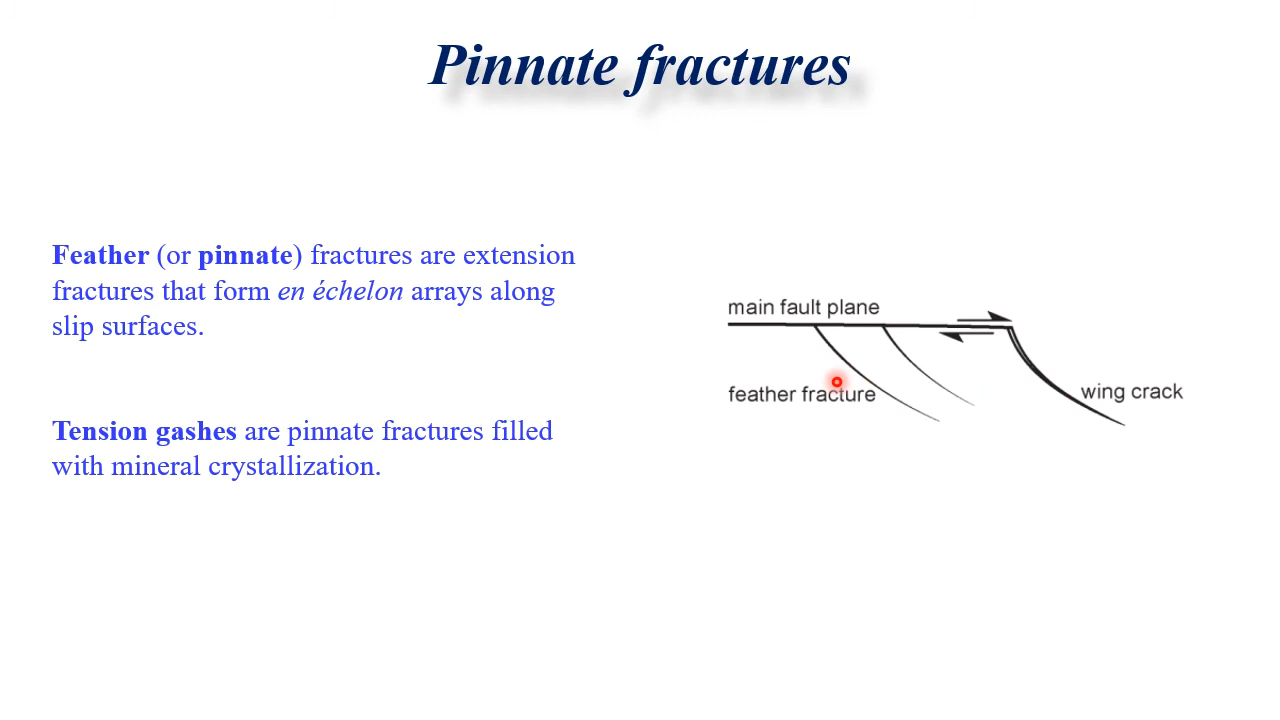 Pinnate fractures
Feather (or pinnate) fractures are extension
fractures that form en échelon arrays along
slip surfaces.
Tension gashes are pinnate fractures filled
with mineral crystallization.
main fault plane
feather fracture
wing crack